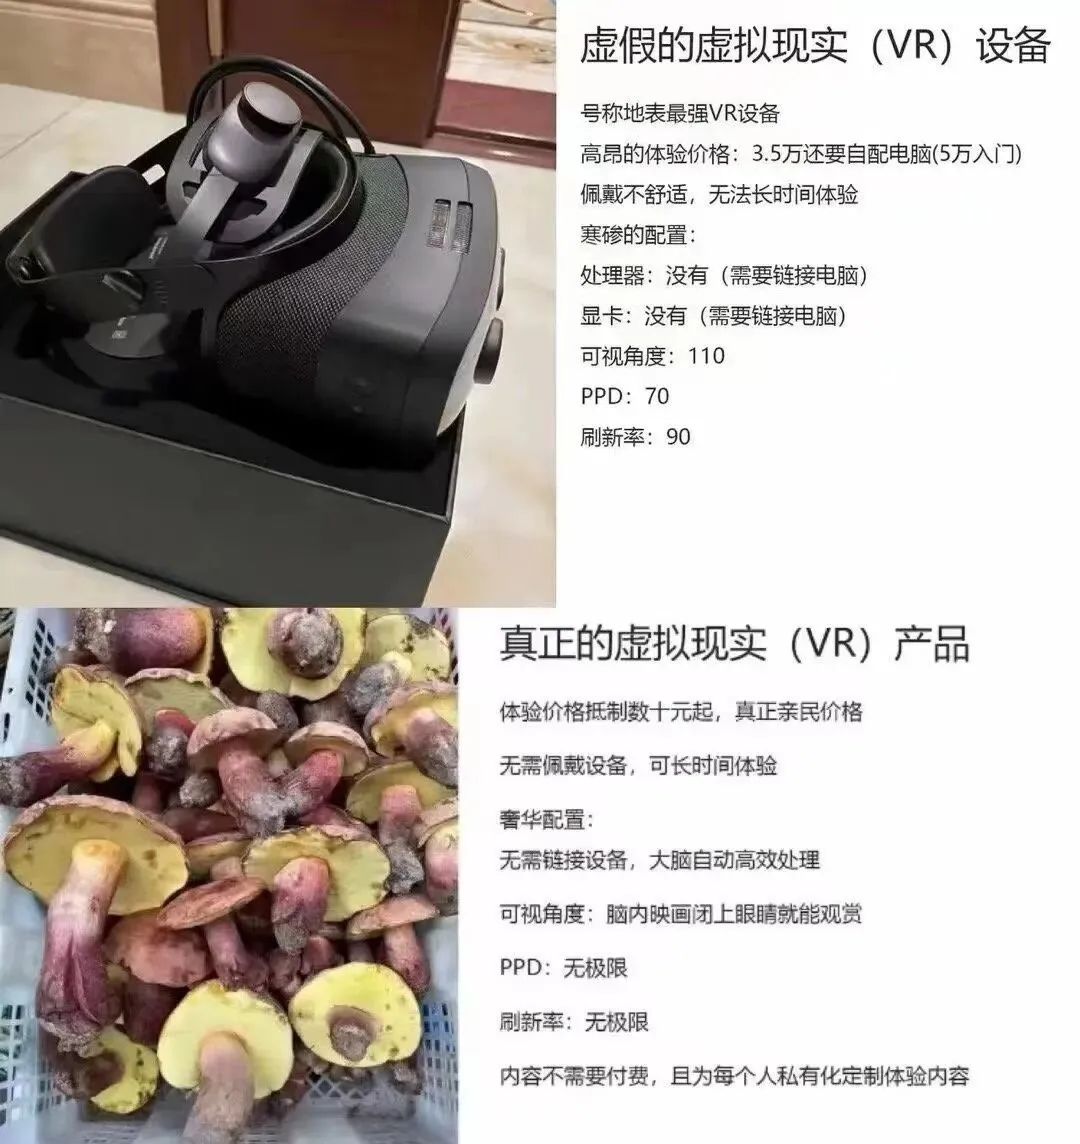 虚假的虚拟现实（VR）设备
号称地表最强VR设备
高昂的体验价格：3.5万还要自配电脑(5万入门)
佩戴不舒适，无法长时间体验
寒碜的配置：
处理器：没有（需要链接电脑）
显卡：没有（需要链接电脑）
可视角度：110
PPD：70
刷新率：90
真正的虚拟现实（VR）产品
体验价格抵制数十元起，真正亲民价格
无需佩戴设备，可长时间体验
奢华配置：
无需链接设备，大脑自动高效处理
可视角度：脑内映画闭上眼睛就能观赏
PPD：无极限
刷新率：无极限
内容不需要付费，且为每个人私有化定制体验内容